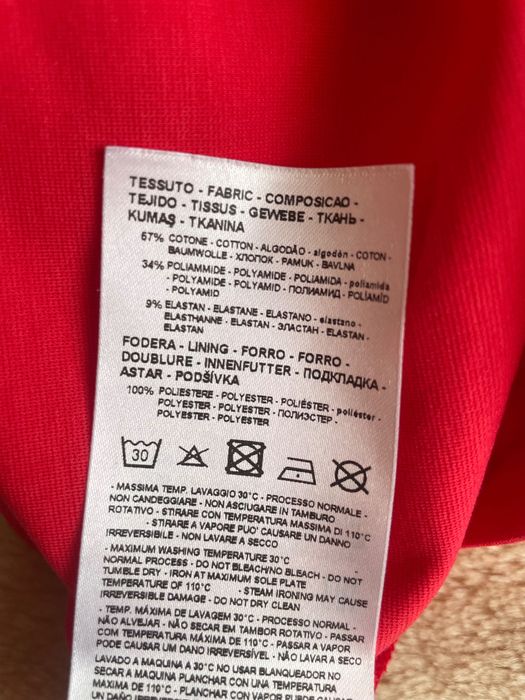 TESSUTO - FABRIC - COMPOSICAO -
TEJIDO - TISSUS - GEWEBE - ТКАНЬ -
KUMAŞ - TKANINA
57% COTONE - COTTON - ALGODÃO - algodón - COTON -
BAUMWOLLE - ХЛОПОК - PAMUK - BAVLNA
34% POLIAMMIDE - POLYAMIDE - POLIAMIDA - poliamida
- POLYAMIDE - POLYAMID - ПОЛИАМИД - POLİAMİD
- POLYAMID
9% ELASTAN - ELASTANE - ELASTANO - elastano -
ELASTHANNE - ELASTAN - ЭЛАСТАН - ELASTAN -
ELASTAN
FODERA - LINING - FORRO - FORRO -
DOUBLURE - INNENFUTTER - ПОДКЛАДКА -
ASTAR - PODŠÍVKA
100% POLIESTERE - POLYESTER - POLIÉSTER - poliéster -
POLYESTER - POLYESTER - ПОЛИЭСТЕР -
POLYESTER - POLYESTER
30
- MASSIMA TEMP. LAVAGGIO 30°C - PROCESSO NORMALE -
NON CANDEGGIARE - NON ASCIUGARE IN TAMBURO
ROTATIVO - STIRARE CON TEMPERATURA MASSIMA DI 110°C
- STIRARE A VAPORE PUO' CAUSARE UN DANNO
IRREVERSIBILE - NON LAVARE A SECCO
- MAXIMUM WASHING TEMPERATURE 30°C
NORMAL PROCESS - DO NOT BLEACH/NO BLEACH - DO NOT
TUMBLE DRY - IRON AT MAXIMUM SOLE PLATE
TEMPERATURE OF 110°C - STEAM IRONING MAY CAUSE
IRREVERSIBLE DAMAGE - DO NOT DRY CLEAN
- TEMP. MÁXIMA DE LAVAGEM 30°C - PROCESSO NORMAL -
NÃO ALVEJAR - NÃO SECAR EM TAMBOR ROTATIVO - PASSAR
COM TEMPERATURA MÁXIMA DE 110°C - PASSAR A VAPOR
PODE CAUSAR UM DANO IRREVERSÍVEL - NÃO LAVAR A SECO
LAVADO A MAQUINA A 30°C NO USAR BLANQUEADOR NO
SECAR A MAQUINA PLANCHAR CON UNA TEMPERATURA
MAXIMA DE 110°C - PLANCHAR CON VAPOR